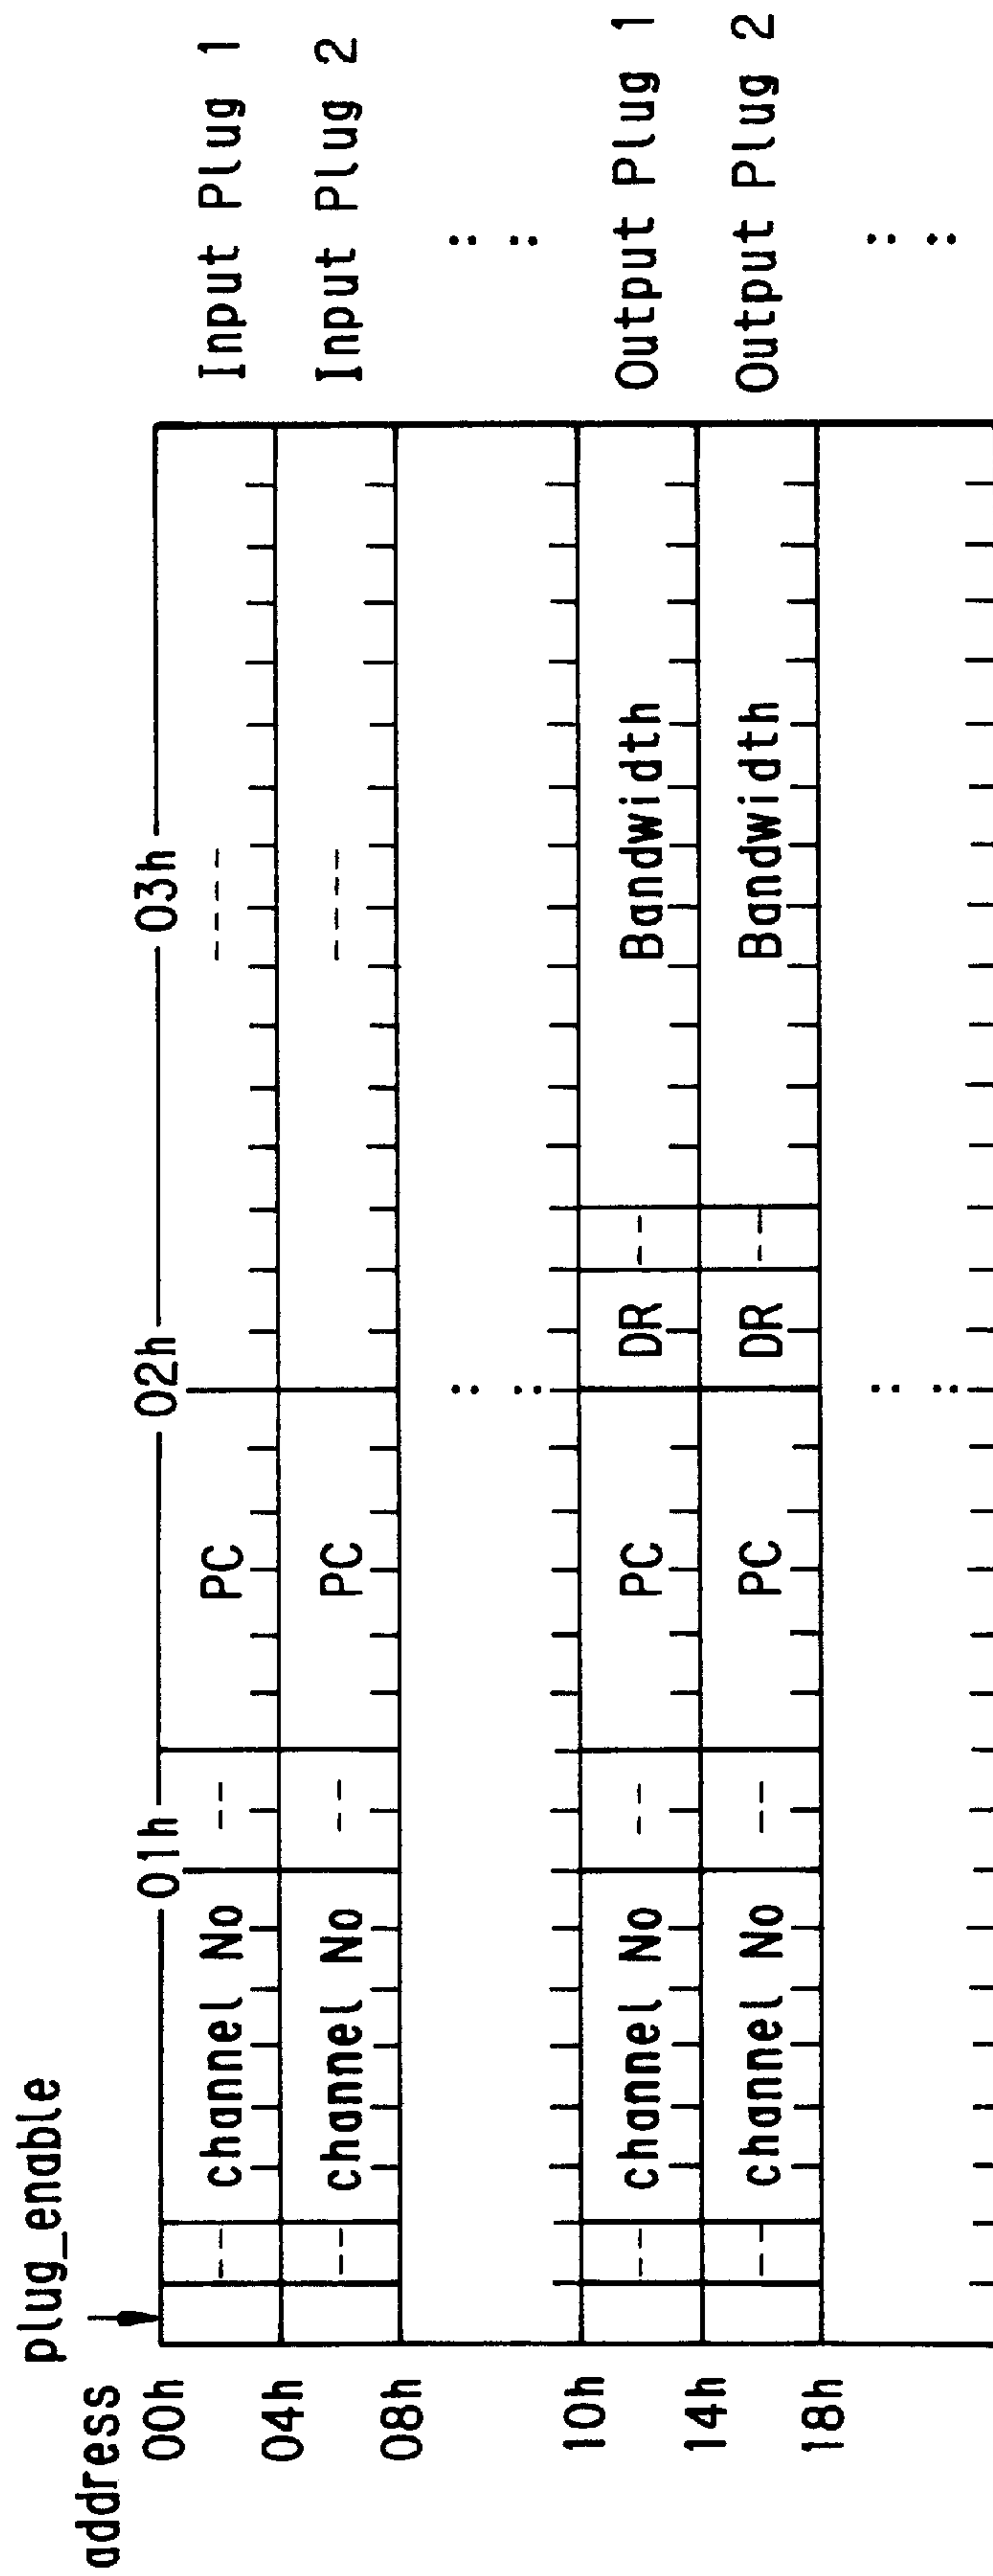 plug_enable
address
00h 01h 02h 03h
-- channel No -- PC ---- Input Plug 1
04h
-- channel No -- PC ---- Input Plug 2
08h
10h
-- channel No -- PC DR -- Bandwidth Output Plug 1
14h
-- channel No -- PC DR -- Bandwidth Output Plug 2
18h